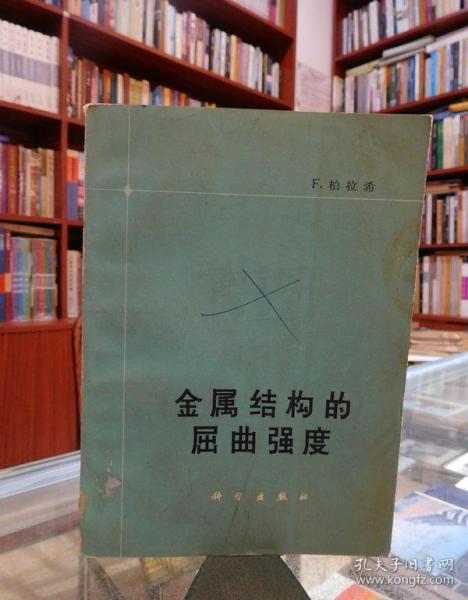 F. 柏拉希
金属结构的
屈曲强度
科学出版社
孔夫子旧书网
www.kongfz.com